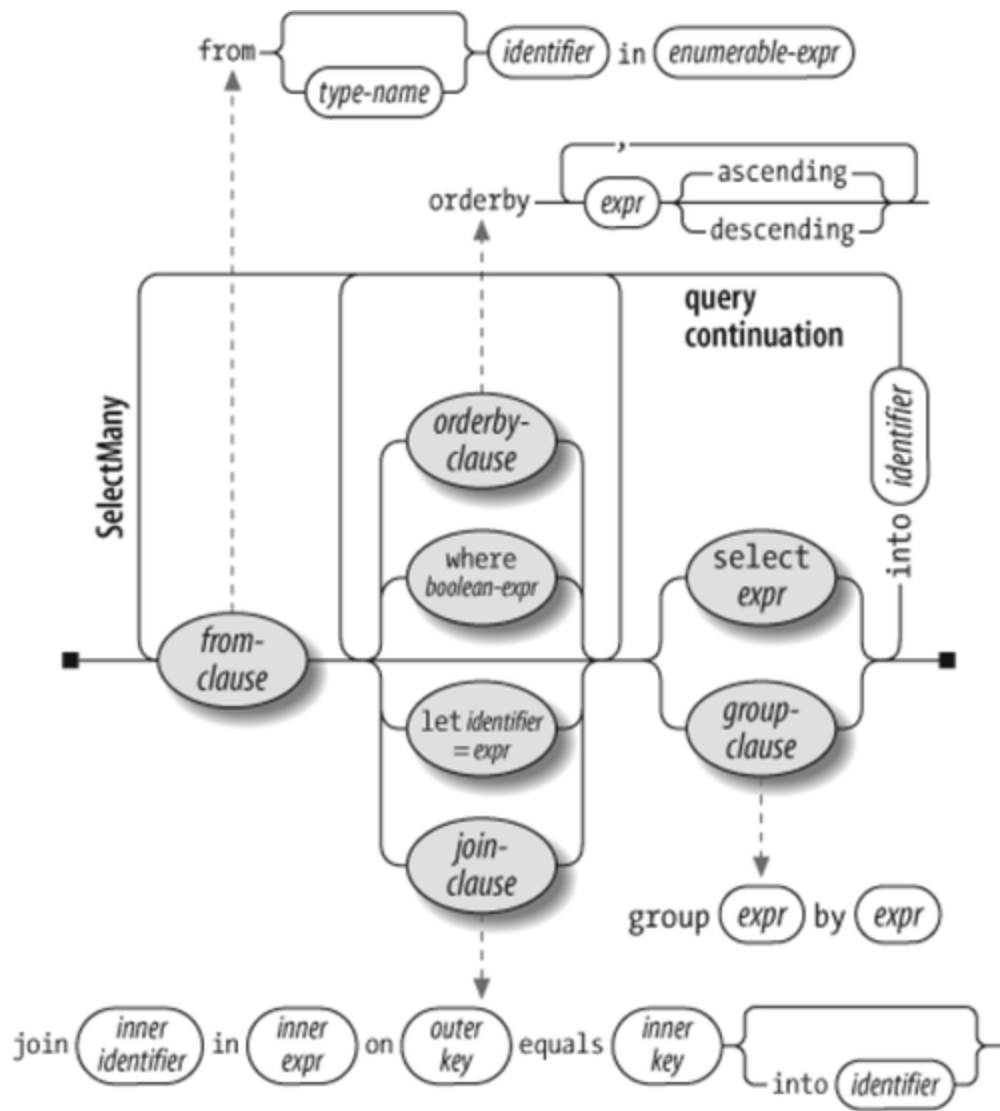 from type-name identifier in enumerable-expr
,
orderby expr ascending
descending
query
continuation
SelectMany
identifier
into
orderby-
clause
where
boolean-expr
select
expr
from-
clause
let identifier
= expr
group-
clause
join-
clause
group expr by expr
join inner identifier in inner expr on outer key equals inner key into identifier